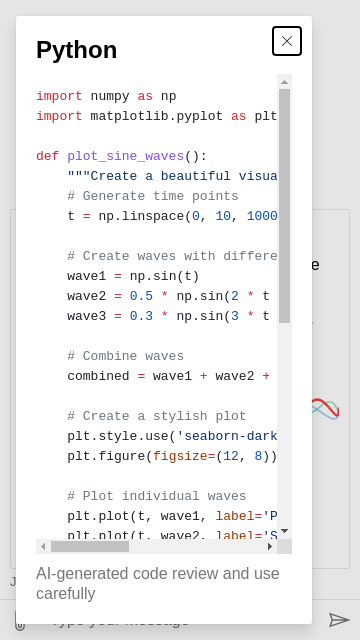 Python
import numpy as np
import matplotlib.pyplot as plt
def plot_sine_waves():
"""Create a beautiful visua
# Generate time points
t = np.linspace(0, 10, 1000
# Create waves with differe
wave1 = np.sin(t)
wave2 = 0.5 * np.sin(2 * t
wave3 = 0.3 * np.sin(3 * t
# Combine waves
combined = wave1 + wave2 +
# Create a stylish plot
plt.style.use('seaborn-dark
plt.figure(figsize=(12, 8))
# Plot individual waves
plt.plot(t, wave1, label='P
plt.plot(t, wave2, label='S
AI-generated code review and use
carefully
Type your message